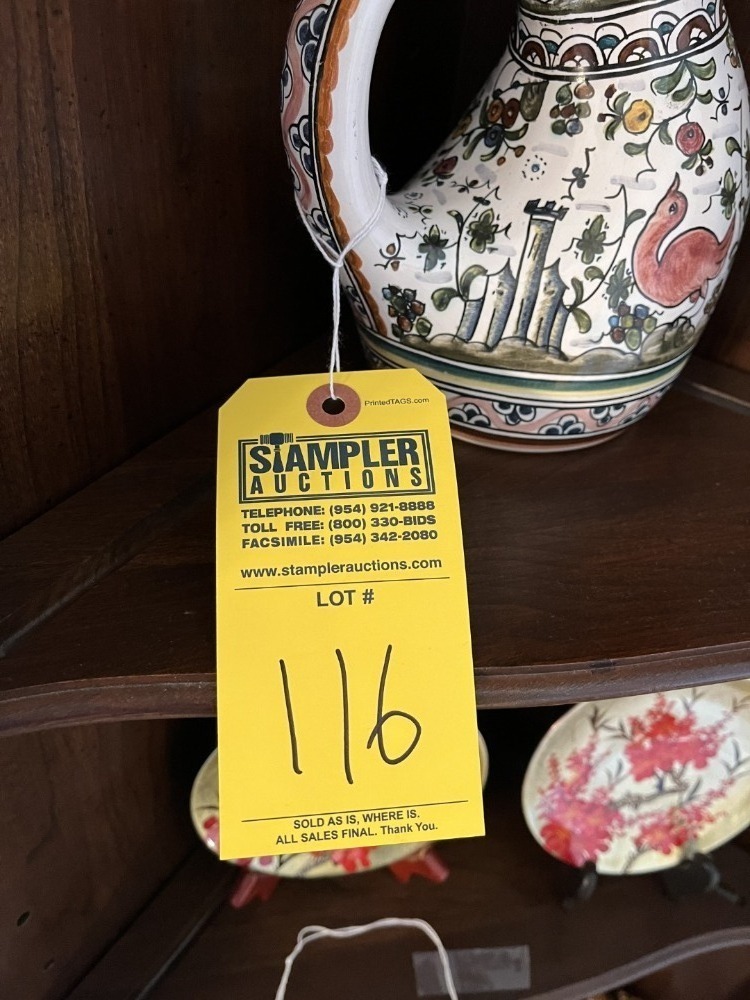 PrintedTAGS.com
STAMPLER
AUCTIONS
TELEPHONE: (954) 921-8888
TOLL FREE: (800) 330-BIDS
FACSIMILE: (954) 342-2080
www.stamplerauctions.com
LOT #
116
SOLD AS IS, WHERE IS.
ALL SALES FINAL. Thank You.